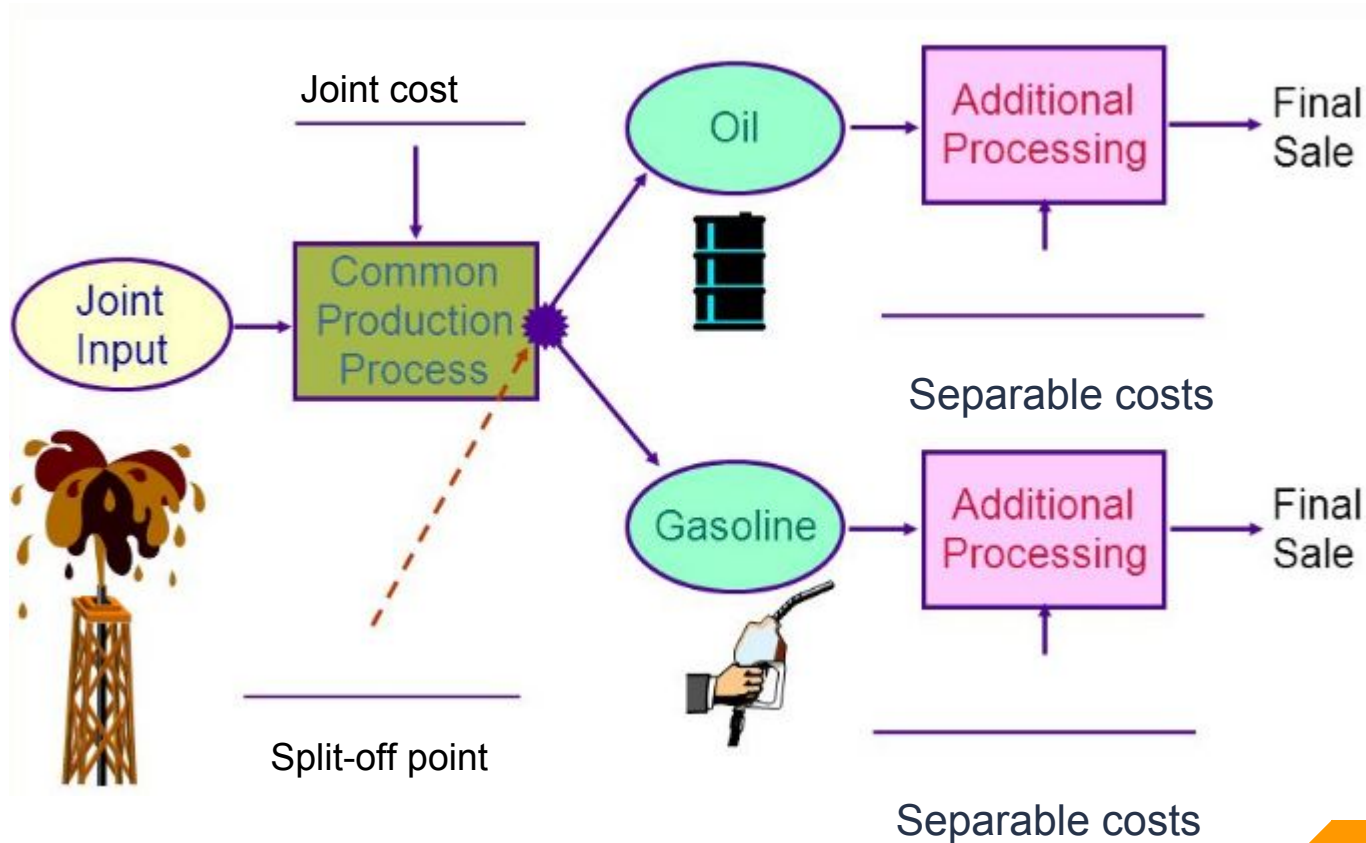 Joint cost
Joint
Input
Common
Production
Process
Oil
Additional
Processing
Final
Sale
Separable costs
Gasoline
Additional
Processing
Final
Sale
Split-off point
Separable costs